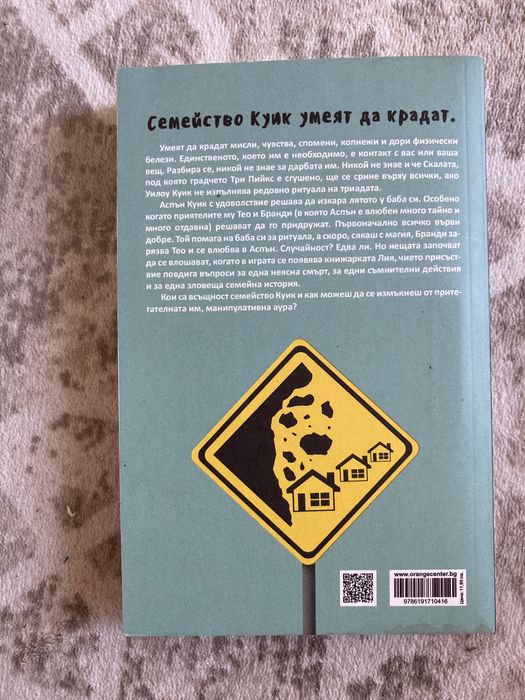 Семейство Куик умеят да крадат.
Умеят да крадат мисли, чувства, спомени, копнежи и дори физически
белези. Единственото, което им е необходимо, е контакт с вас или ваша
вещ. Разбира се, никой не знае за дарбата им. Никой не знае и че Скалата,
под която градчето Три Пийкс е сгушено, ще се срине върху всички, ако
Уилоу Куик не изпълнява редовно ритуала на триадата.
Аспън Куик с удоволствие решава да изкара лятото у баба си. Особено
когато приятелите му Тео и Бранди (в която Аспън е влюбен много тайно и
много отдавна) решават да го придружат. Първоначално всичко върви
добре. Той помага на баба си за ритуала, а скоро, сякаш с магия, Бранди за-
рязва Тео и се влюбва в Аспън. Случайност? Едва ли. Но нещата започват
да се влошават, когато в играта се появява книжарката Лия, чието присъст-
вие повдига въпроси за една неясна смърт, за едни съмнителни действия
и за една зловеща семейна история.
Кои са всъщност семейство Куик и как можеш да се измъкнеш от прите-
гателната им, манипулативна аура?
www.orangecenter.bg
9786191710416
Цена: 11,90 лв.